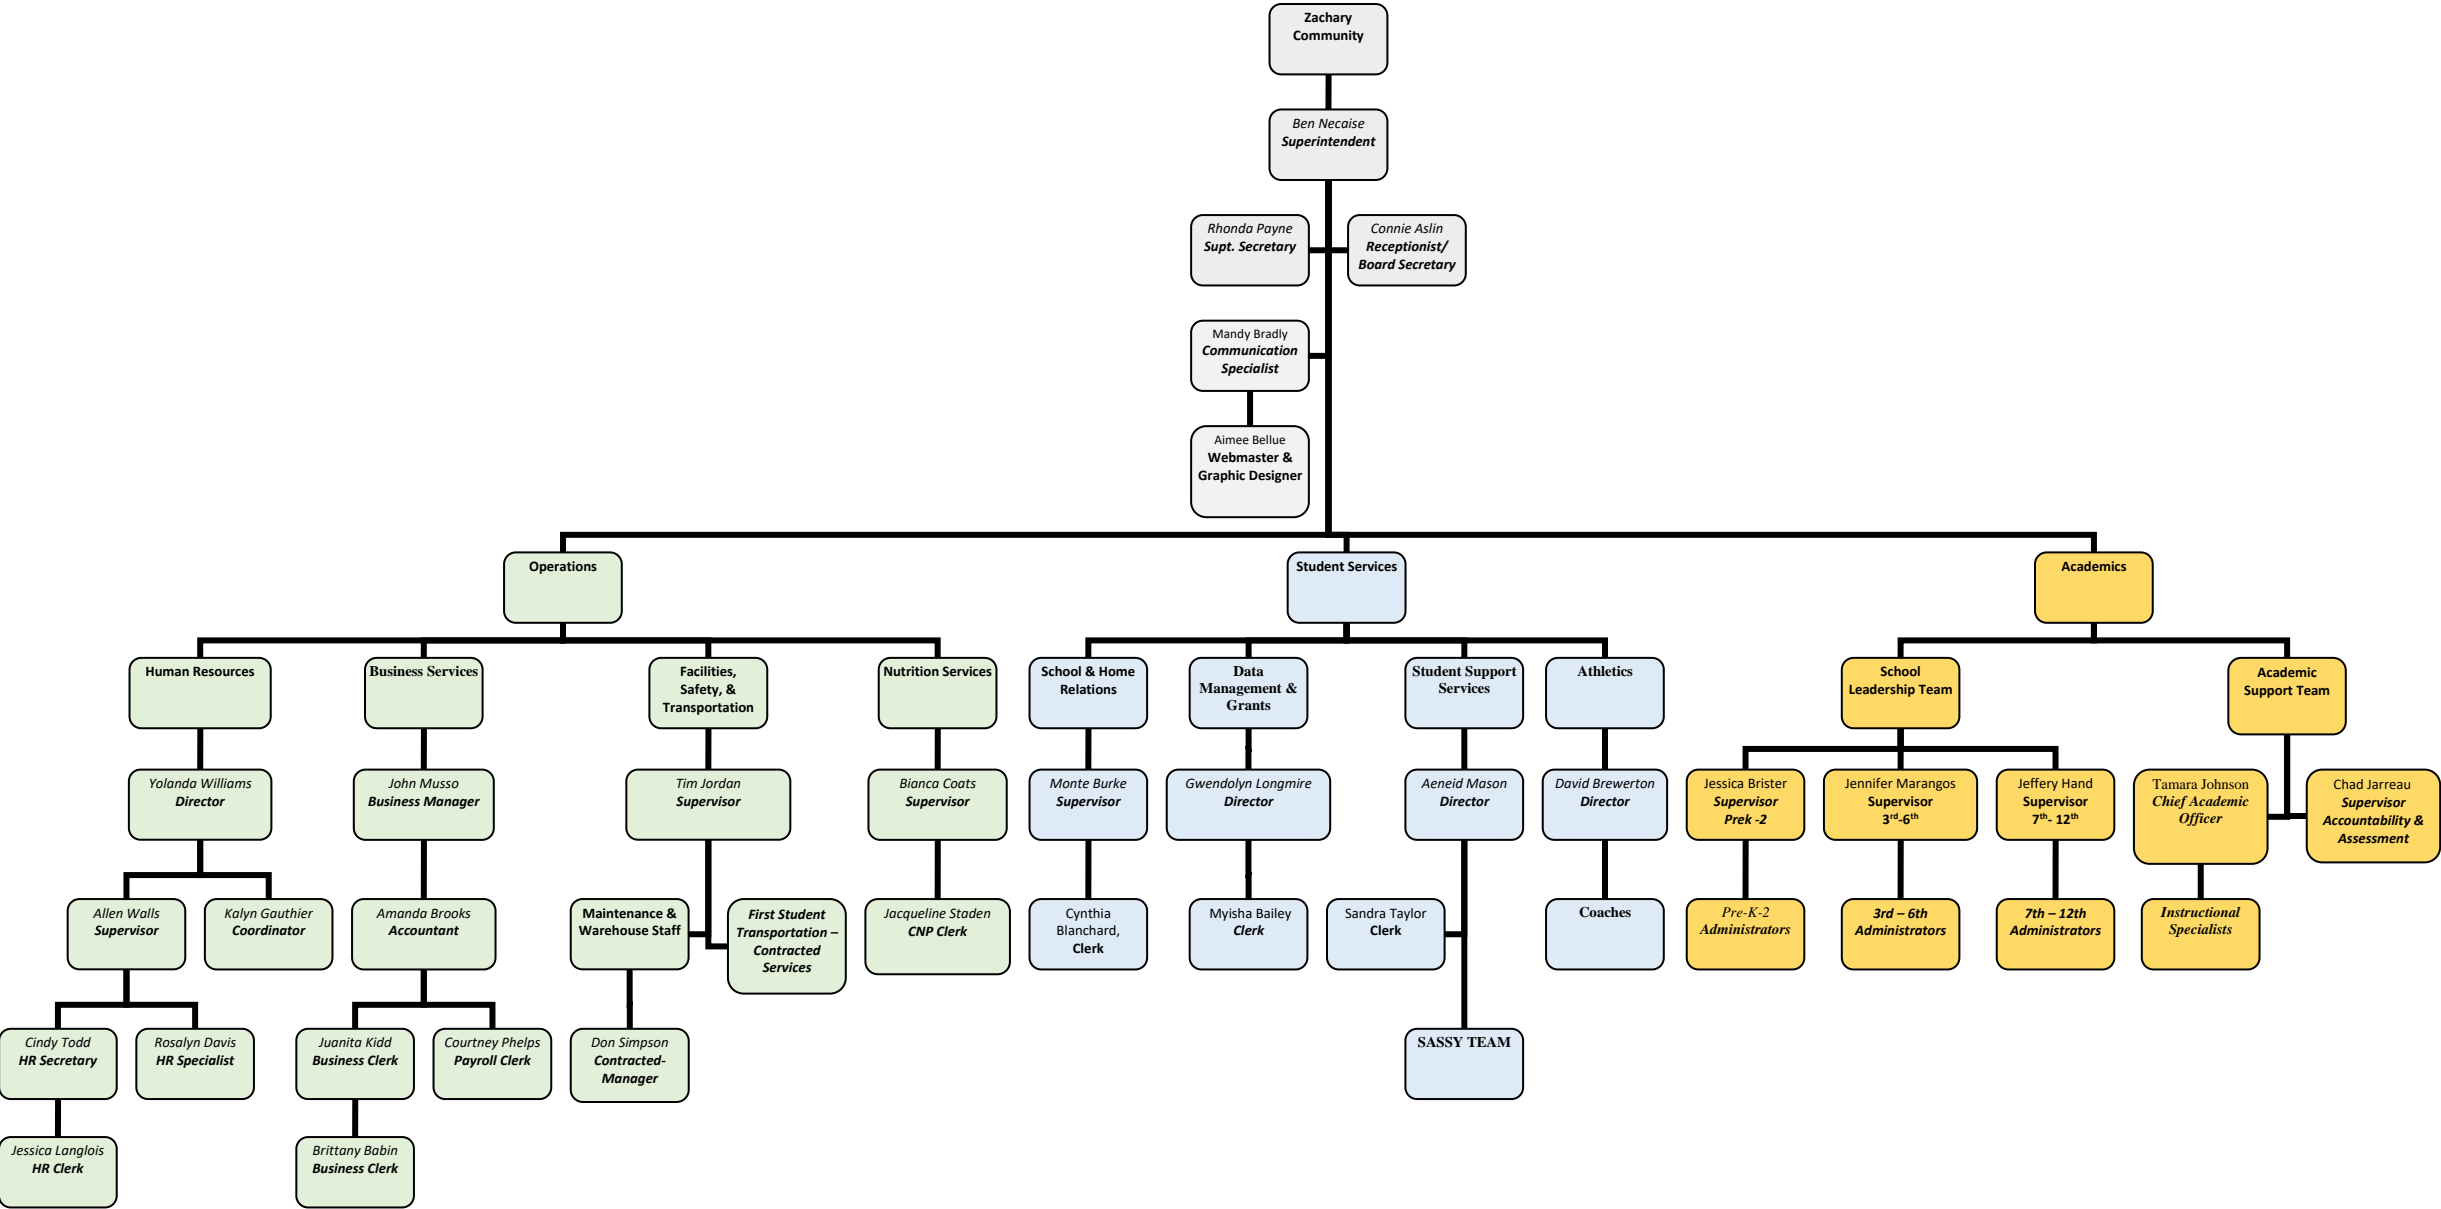 Zachary
Community
Ben Necaise
Superintendent
Rhonda Payne
Supt. Secretary
Connie Aslin
Receptionist/
Board Secretary
Mandy Bradly
Communication
Specialist
Aimee Bellue
Webmaster &
Graphic Designer
Operations
Student Services
Academics
Human Resources
Business Services
Facilities,
Safety, &
Transportation
Nutrition Services
School & Home
Relations
Data
Management &
Grants
Student Support
Services
Athletics
School
Leadership Team
Academic
Support Team
Yolanda Williams
Director
John Musso
Business Manager
Tim Jordan
Supervisor
Bianca Coats
Supervisor
Monte Burke
Supervisor
Gwendolyn Longmire
Director
Aeneid Mason
Director
David Brewerton
Director
Jessica Brister
Supervisor
Prek -2
Jennifer Marangos
Supervisor
3rd-6th
Jeffery Hand
Supervisor
7th- 12th
Tamara Johnson
Chief Academic
Officer
Chad Jarreau
Supervisor
Accountability &
Assessment
Allen Walls
Supervisor
Kalyn Gauthier
Coordinator
Amanda Brooks
Accountant
Maintenance &
Warehouse Staff
First Student
Transportation –
Contracted
Services
Jacqueline Staden
CNP Clerk
Cynthia
Blanchard,
Clerk
Myisha Bailey
Clerk
Sandra Taylor
Clerk
Coaches
Pre-K-2
Administrators
3rd – 6th
Administrators
7th – 12th
Administrators
Instructional
Specialists
Cindy Todd
HR Secretary
Rosalyn Davis
HR Specialist
Juanita Kidd
Business Clerk
Courtney Phelps
Payroll Clerk
Don Simpson
Contracted-
Manager
SASSY TEAM
Jessica Langlois
HR Clerk
Brittany Babin
Business Clerk